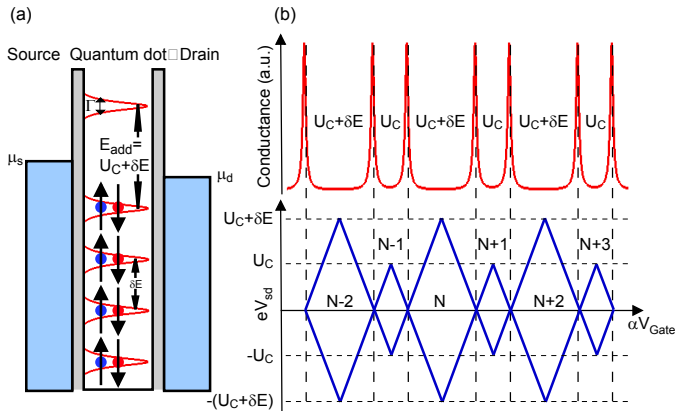 (a)
Source Quantum dot□Drain
Γ
E_add=
U_C+δE
μ_s
μ_d
δE
(b)
Conductance (a.u.)
U_C+δE
U_C
U_C+δE
U_C
U_C+δE
U_C
U_C+δE
U_C
eV_sd
-U_C
-(U_C+δE)
N-1
N+1
N+3
N-2
N
N+2
αV_Gate